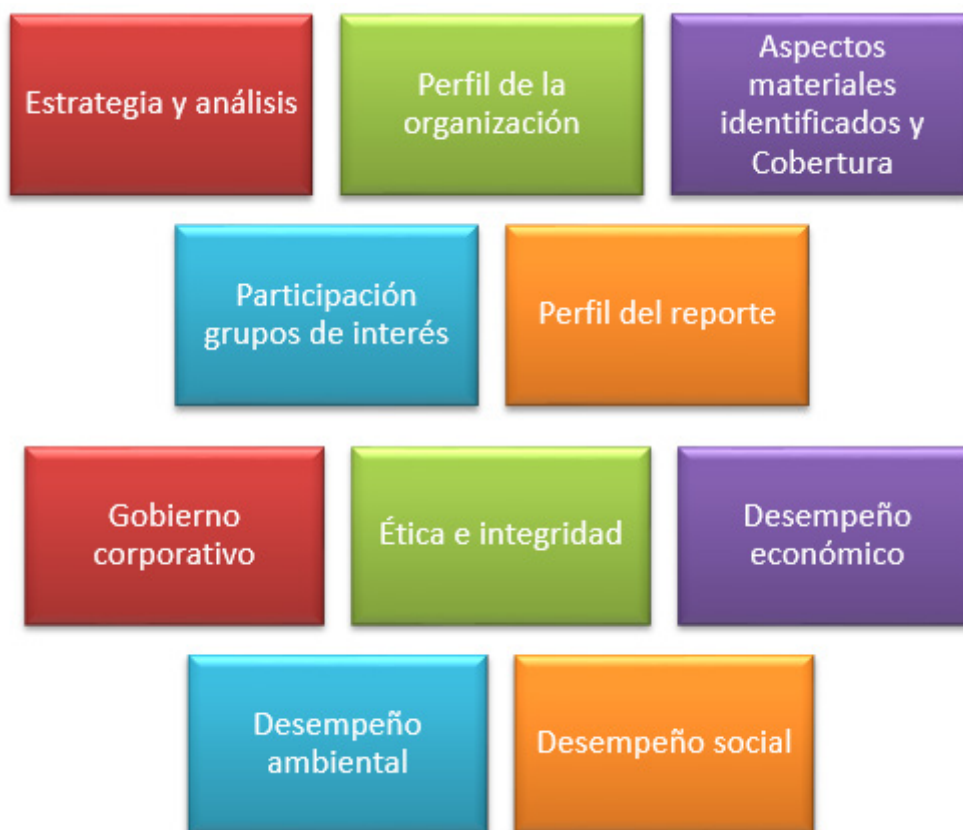 Estrategia y análisis
Perfil de la
organización
Aspectos
materiales
identificados y
Cobertura
Participación
grupos de interés
Perfil del reporte
Gobierno
corporativo
Ética e integridad
Desempeño
económico
Desempeño
ambiental
Desempeño social